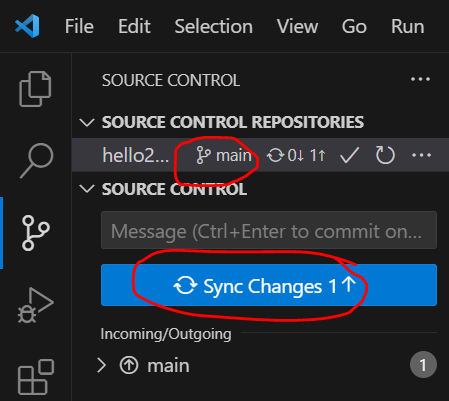 File Edit Selection View Go Run
SOURCE CONTROL ...
SOURCE CONTROL REPOSITORIES
hello2... main 0↓ 1↑ ...
SOURCE CONTROL
Message (Ctrl+Enter to commit on...
Sync Changes 1↑
Incoming/Outgoing
main 1